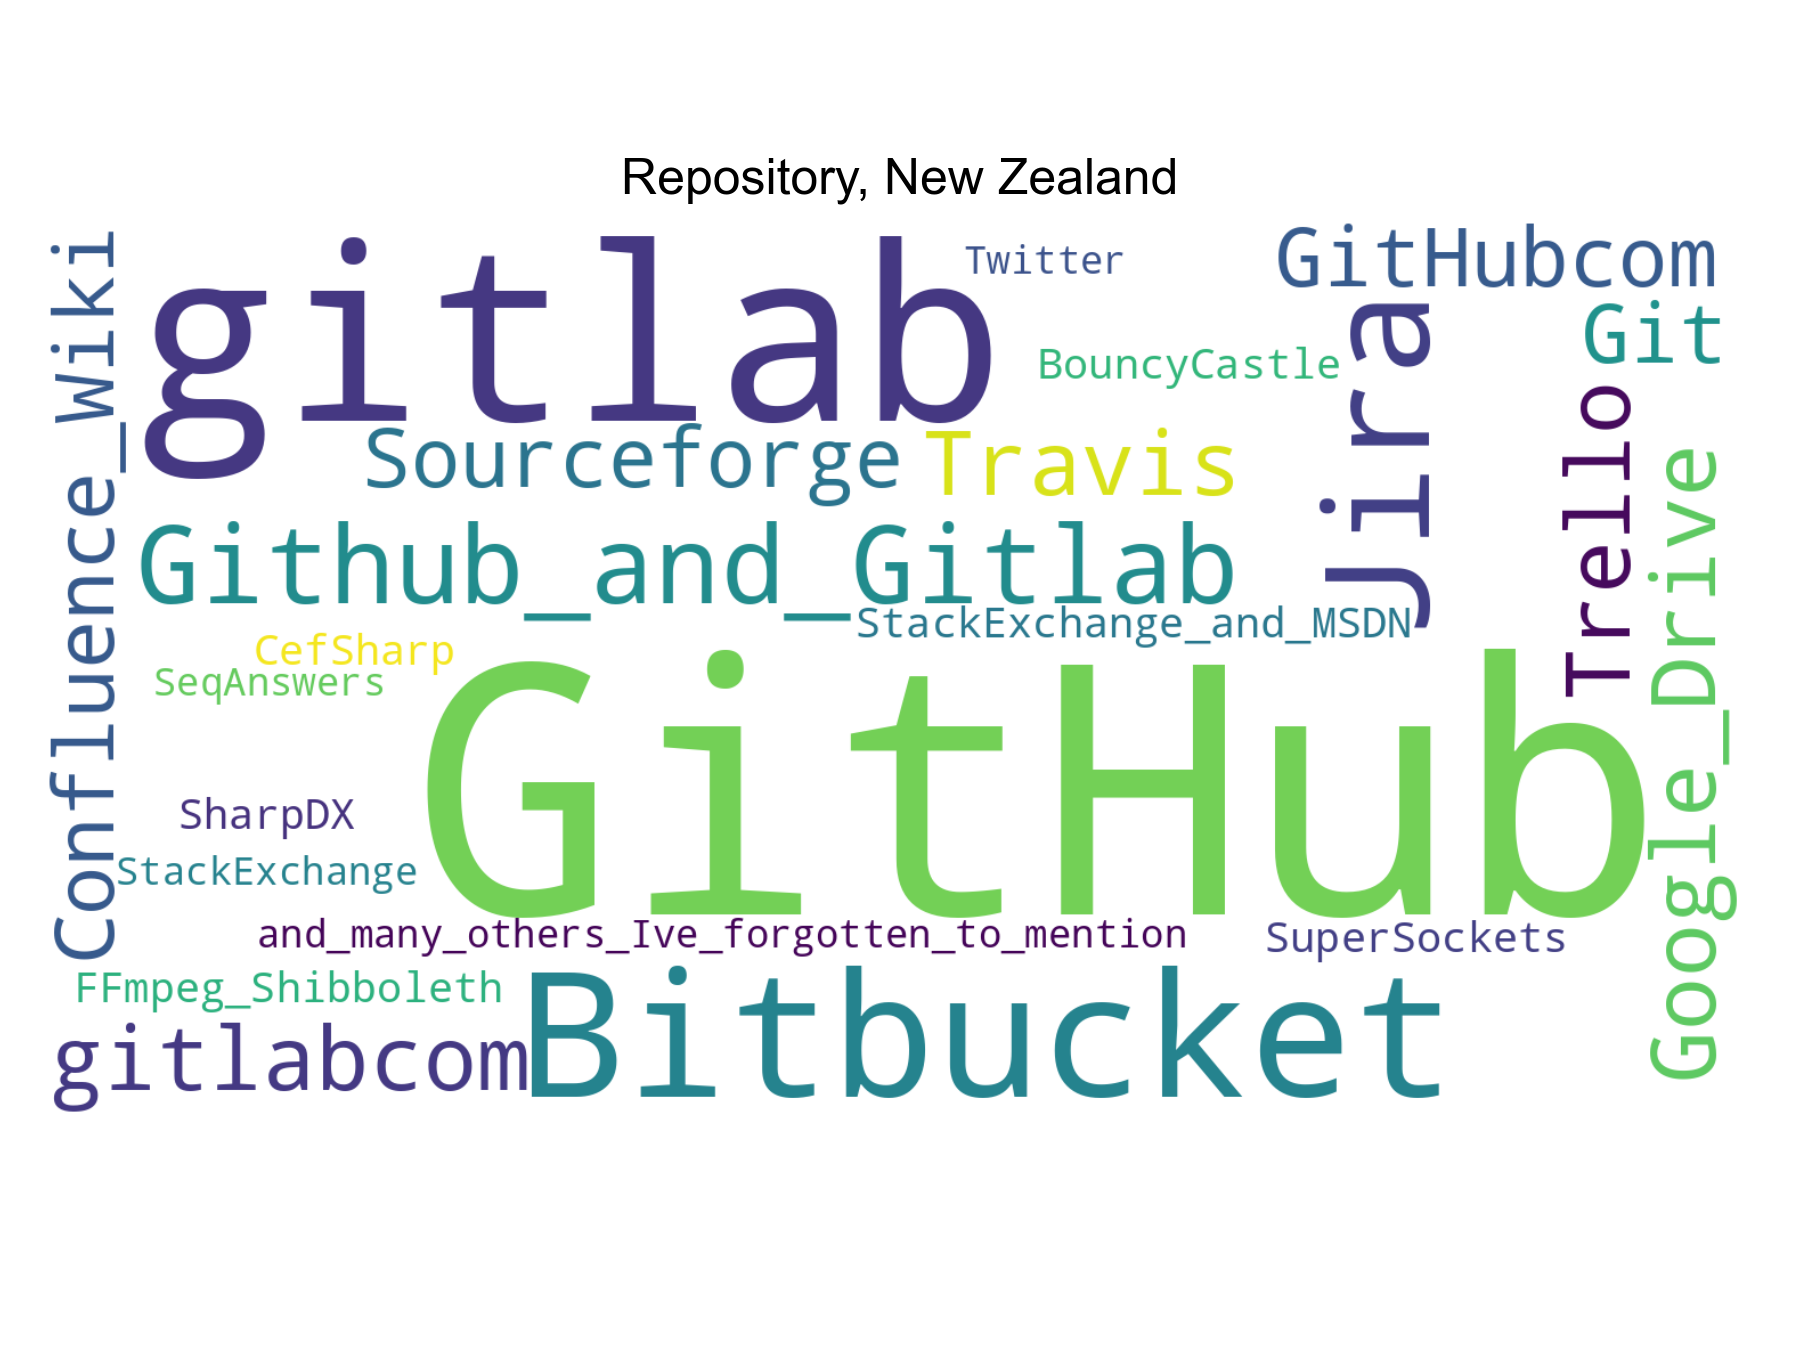 Repository, New Zealand
Confluence_Wiki
gitlab
Twitter
GitHubcom
Jira
Git
BouncyCastle
Trello
Sourceforge
Travis
Google_Drive
Github_and_Gitlab
StackExchange_and_MSDN
CefSharp
SeqAnswers
GitHub
SharpDX
StackExchange
and_many_others_Ive_forgotten_to_mention
SuperSockets
FFmpeg_Shibboleth
Bitbucket
gitlabcom